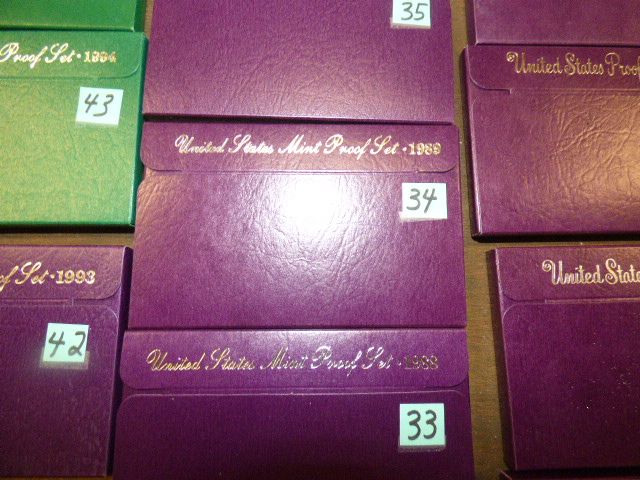 35
Proof Set · 1994
43
United States Mint Proof Set · 1989
34
United States Proof
Set · 1993
42
United States Mint Proof Set · 1988
33
United States